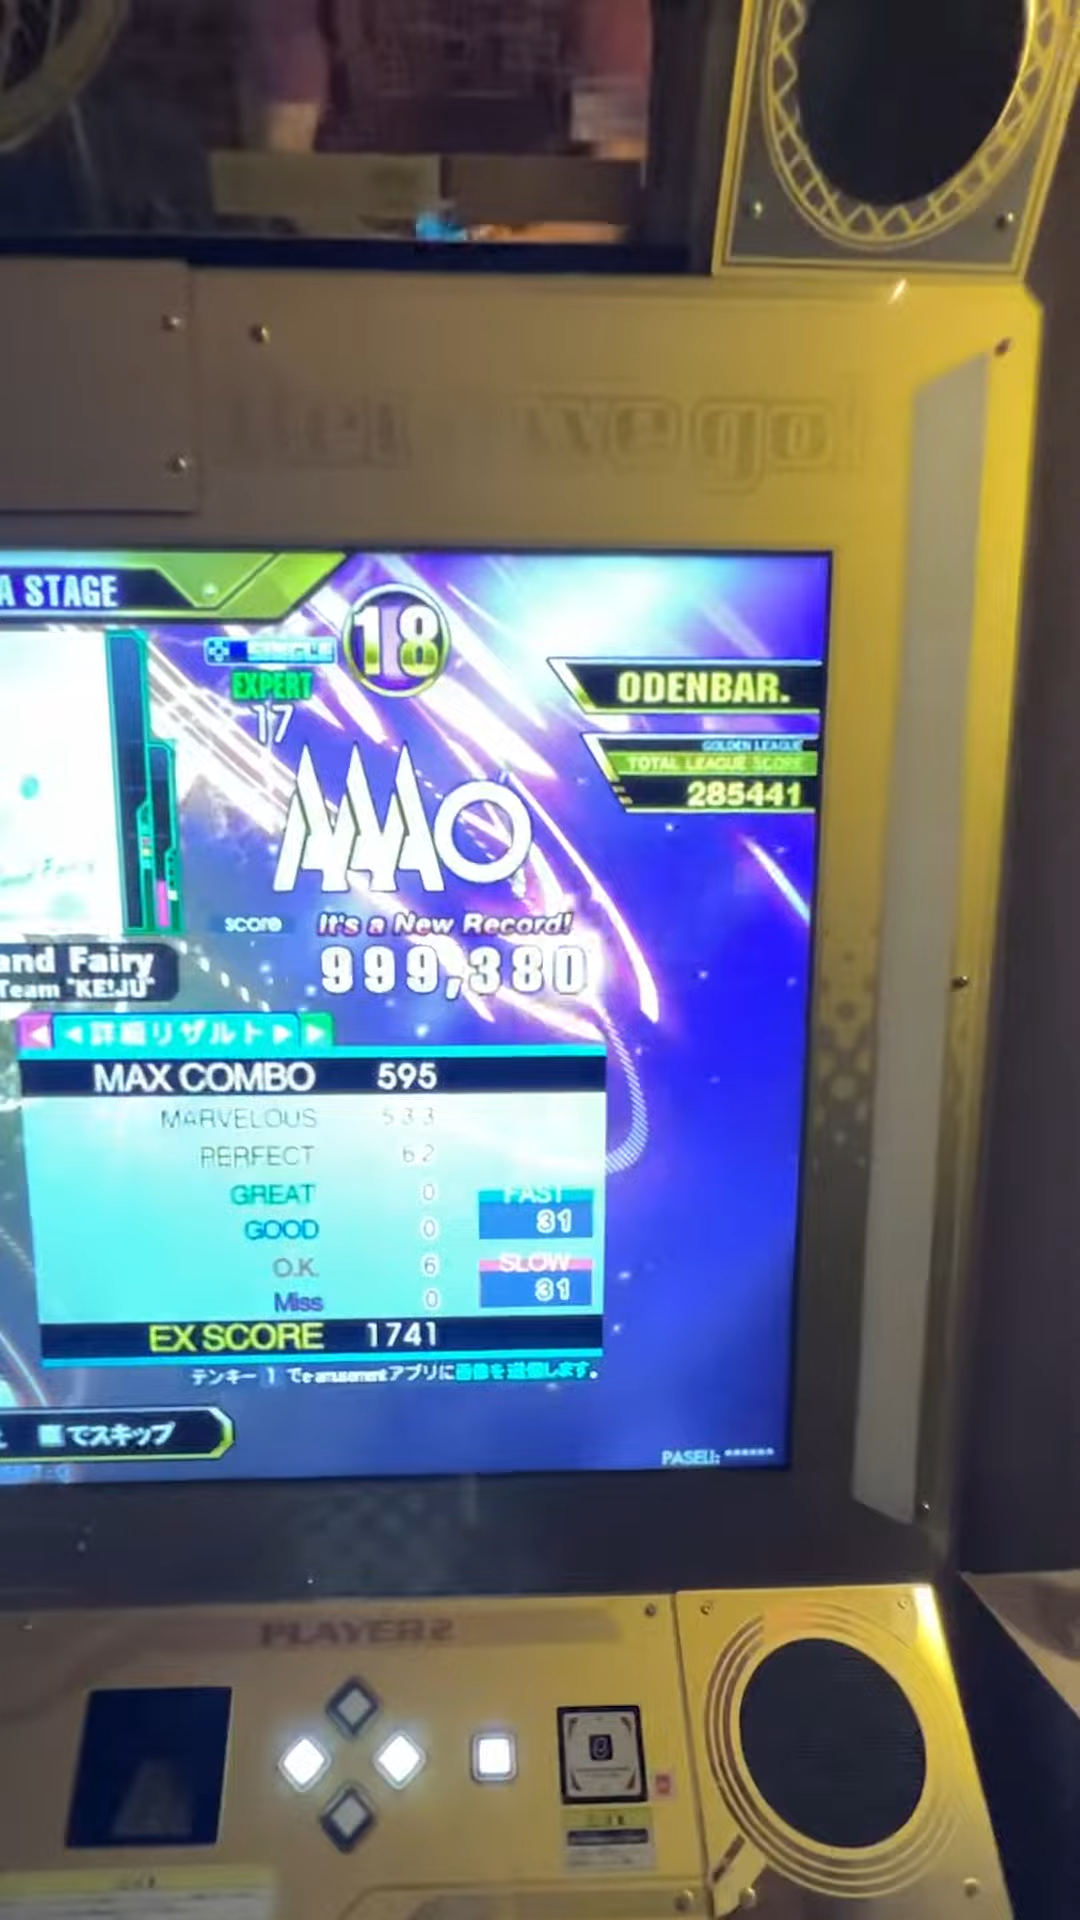 we go!
A STAGE
18
SINGLE
EXPERT
17
ODENBAR.
GOLDEN LEAGUE
TOTAL LEAGUE SCORE
285441
AAA
score It's a New Record!
999,380
and Fairy
Team "KE!JU"
詳細リザルト
MAX COMBO 595
MARVELOUS 533
PERFECT 62
GREAT 0
GOOD 0
O.K. 6
Miss 0
FAST
31
SLOW
31
EX SCORE 1741
テンキー 1 でe-amusementアプリに画像を送信します。
でスキップ
PASELI: ******
PLAYER2